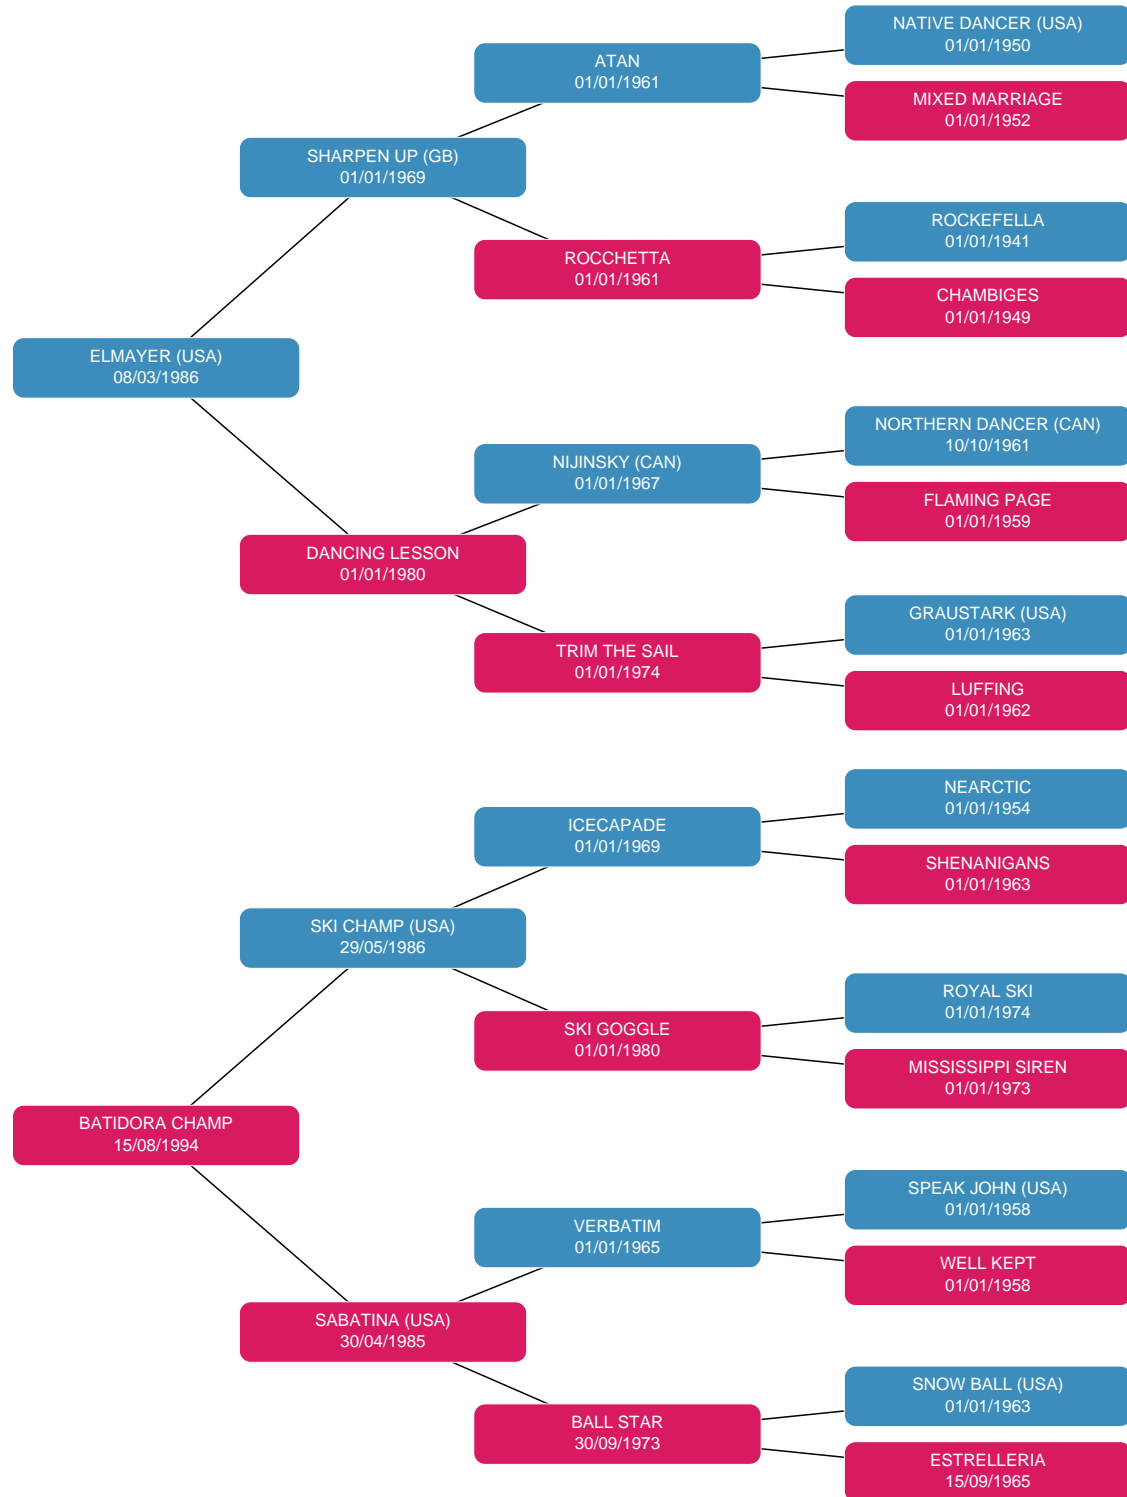 NATIVE DANCER (USA)
01/01/1950
ATAN
01/01/1961
MIXED MARRIAGE
01/01/1952
SHARPEN UP (GB)
01/01/1969
ROCKEFELLA
01/01/1941
ROCCHETTA
01/01/1961
CHAMBIGES
01/01/1949
ELMAYER (USA)
08/03/1986
NORTHERN DANCER (CAN)
10/10/1961
NIJINSKY (CAN)
01/01/1967
FLAMING PAGE
01/01/1959
DANCING LESSON
01/01/1980
GRAUSTARK (USA)
01/01/1963
TRIM THE SAIL
01/01/1974
LUFFING
01/01/1962
NEARCTIC
01/01/1954
ICECAPADE
01/01/1969
SHENANIGANS
01/01/1963
SKI CHAMP (USA)
29/05/1986
ROYAL SKI
01/01/1974
SKI GOGGLE
01/01/1980
MISSISSIPPI SIREN
01/01/1973
BATIDORA CHAMP
15/08/1994
SPEAK JOHN (USA)
01/01/1958
VERBATIM
01/01/1965
WELL KEPT
01/01/1958
SABATINA (USA)
30/04/1985
SNOW BALL (USA)
01/01/1963
BALL STAR
30/09/1973
ESTRELLERIA
15/09/1965